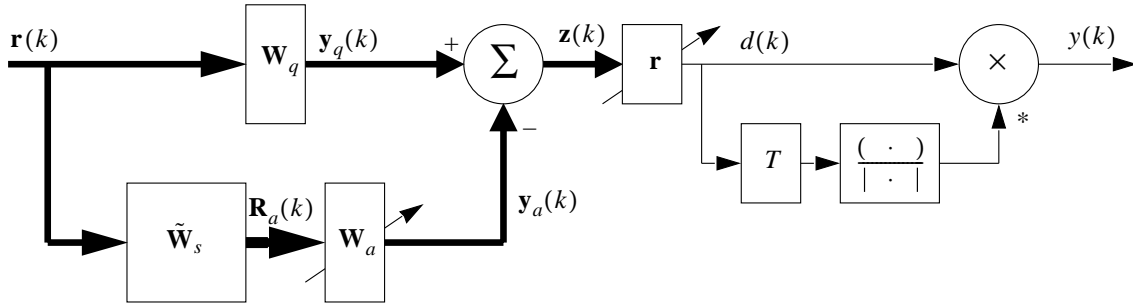 r(k)
W_q
y_q(k)
+
Σ
z(k)
r
d(k)
×
y(k)
*
T
( · )
| · |
−
y_a(k)
W̃_s
R_a(k)
W_a